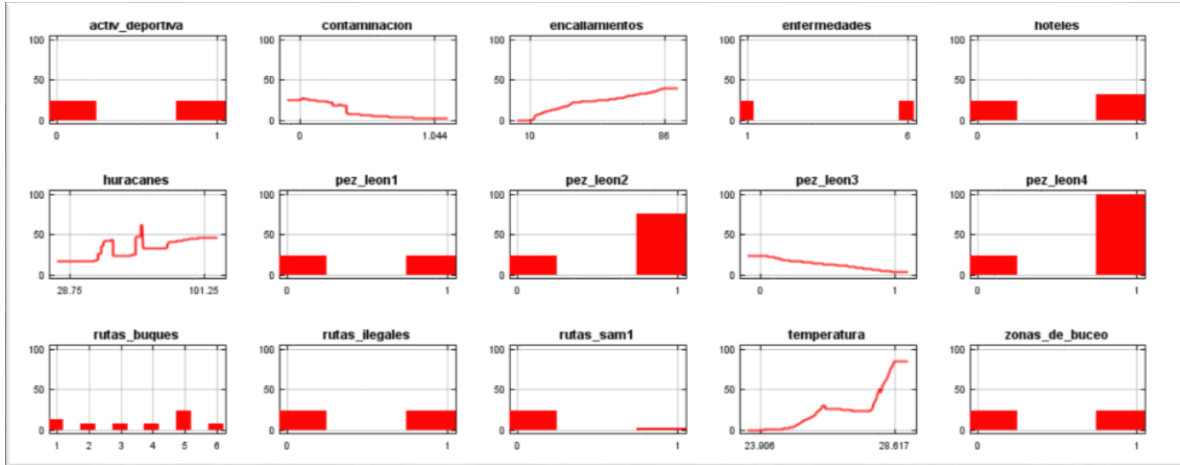 activ_deportiva contaminacion encallamientos enfermedades hoteles
100 100 100 100 100
50 50 50 50 50
0 0 0 0 0
0 1 0 1.044 10 86 1 6 0 1
huracanes pez_leon1 pez_leon2 pez_leon3 pez_leon4
100 100 100 100 100
50 50 50 50 50
0 0 0 0 0
28.75 101.25 0 1 0 1 0 1 0 1
rutas_buques rutas_ilegales rutas_sam1 temperatura zonas_de_buceo
100 100 100 100 100
50 50 50 50 50
0 0 0 0 0
1 2 3 4 5 6 0 1 0 1 23.906 28.617 0 1